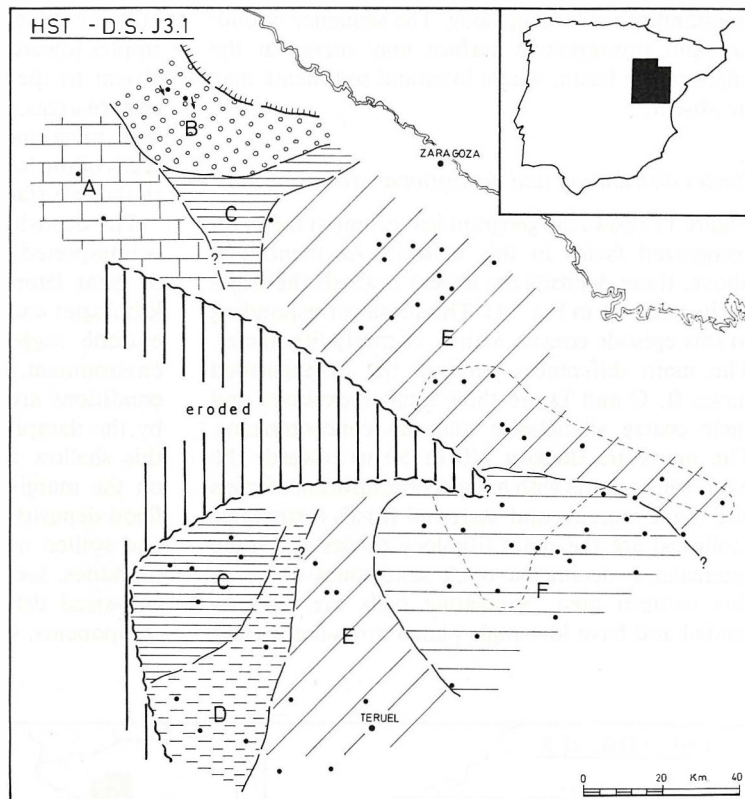 HST - D.S. J3.1
ZARAGOZA
B
A
C
?
E
eroded
?
C
?
F
?
E
D
TERUEL
Km.
0 20 40